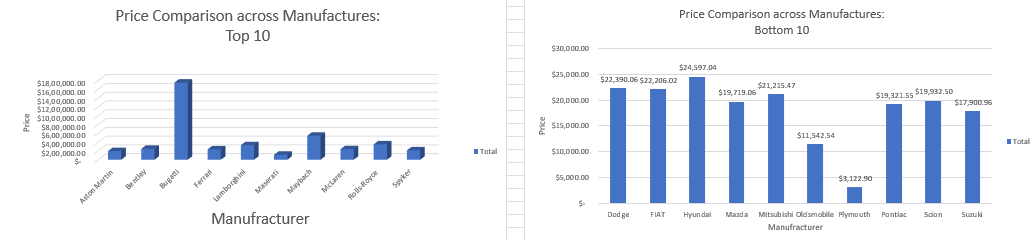 Price Comparison across Manufactures:
Top 10
$18,00,000.00
$16,00,000.00
$14,00,000.00
$12,00,000.00
$10,00,000.00
$8,00,000.00
$6,00,000.00
$4,00,000.00
$2,00,000.00
$-
Price
Aston Martin
Bentley
Bugatti
Ferrari
Lamborghini
Maserati
Maybach
McLaren
Rolls-Royce
Spyker
Manufracturer
Total
Price Comparison across Manufactures:
Bottom 10
$30,000.00
$25,000.00
$20,000.00
$15,000.00
$10,000.00
$5,000.00
$-
Price
$22,390.06
$22,206.02
$24,597.04
$19,719.06
$21,215.47
$11,542.54
$3,122.90
$19,321.55
$19,932.50
$17,900.96
Dodge
FIAT
Hyundai
Mazda
Mitsubishi
Oldsmobile
Plymouth
Pontiac
Scion
Suzuki
Manufracturer
Total